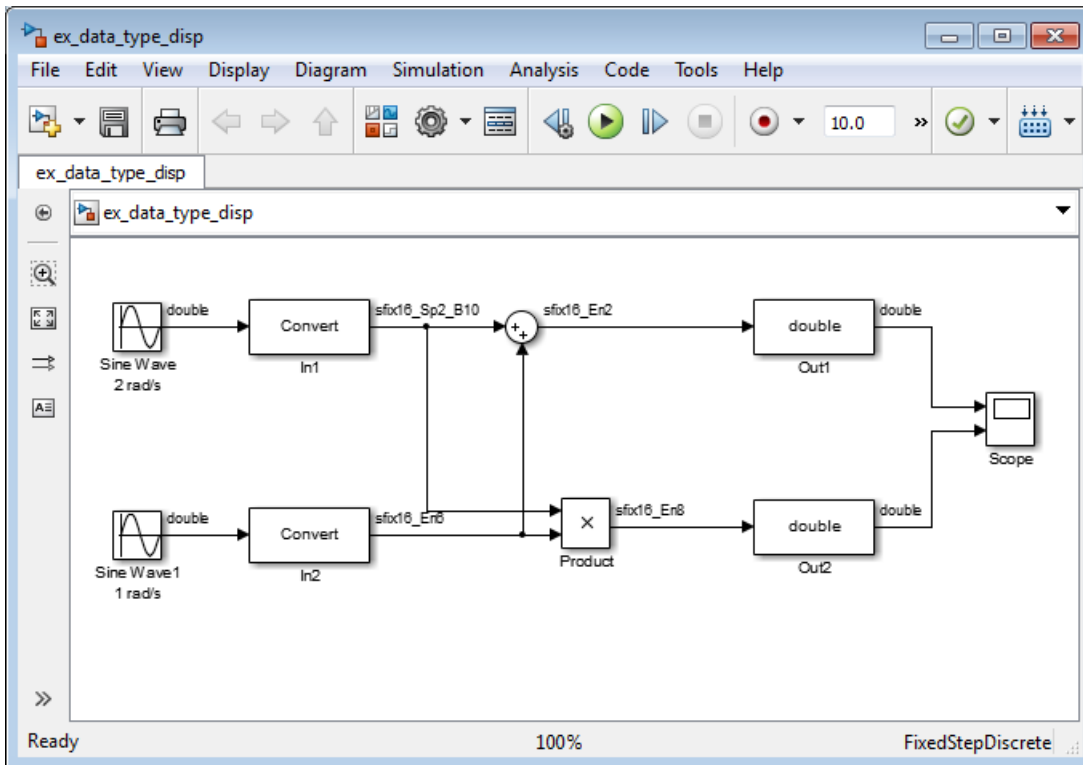 ex_data_type_disp
File Edit View Display Diagram Simulation Analysis Code Tools Help
10.0 »
ex_data_type_disp
ex_data_type_disp
double
sfix16_Sp2_B10
sfix16_En2
double
Convert
++
double
Sine Wave
2 rad/s
In1
Out1
Scope
double
sfix16_En6
sfix16_En8
double
Convert
×
double
Sine Wave1
1 rad/s
In2
Product
Out2
A
»
Ready 100% FixedStepDiscrete